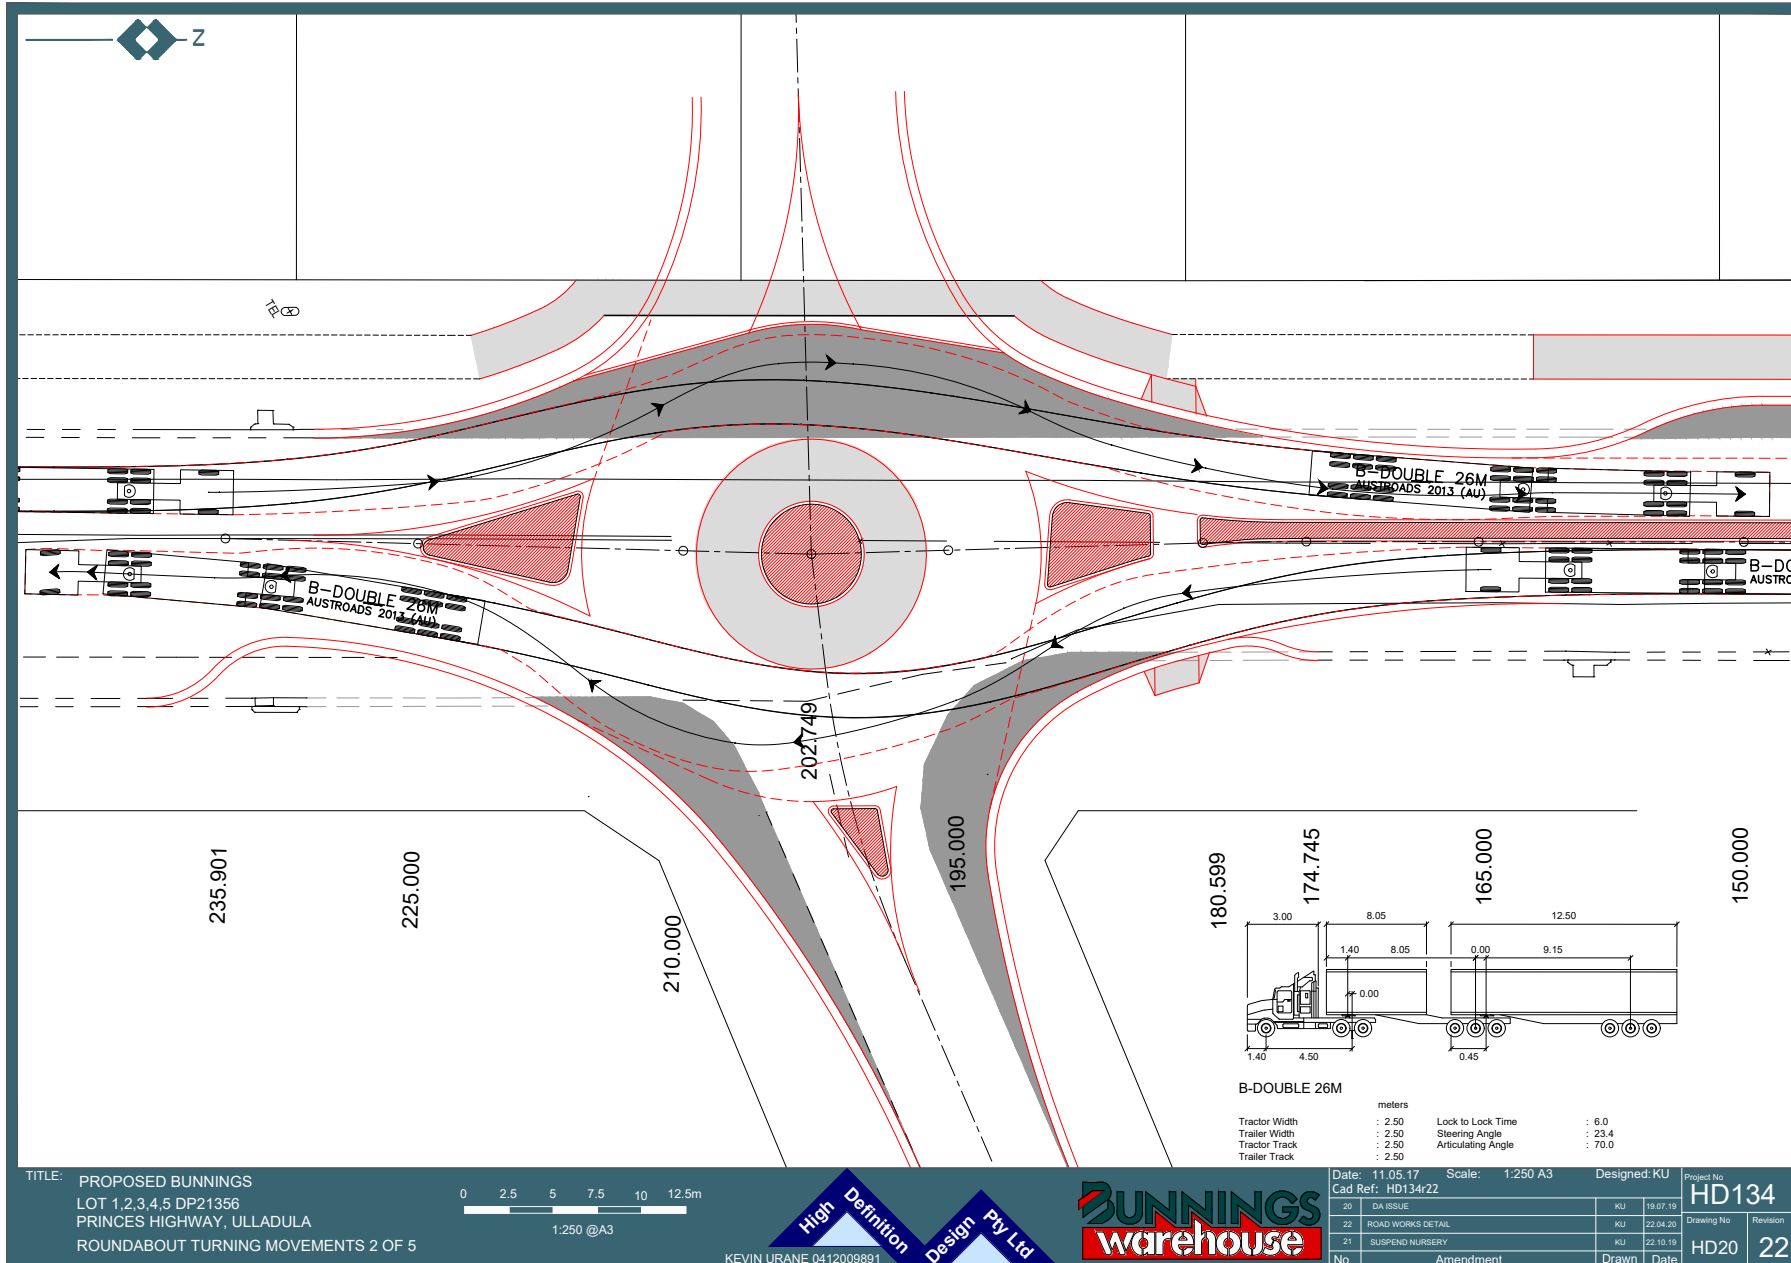 Z
TEL
B-DOUBLE 26M
AUSTROADS 2013 (AU)
B-DOUBLE 26M
AUSTROADS 2013 (AU)
B-DO
AUSTRO
202.749
235.901
225.000
210.000
195.000
180.599
174.745
165.000
150.000
3.00 8.05 12.50
1.40 8.05 0.00 9.15
0.00
1.40 4.50 0.45
B-DOUBLE 26M
meters
Tractor Width : 2.50 Lock to Lock Time : 6.0
Trailer Width : 2.50 Steering Angle : 23.4
Tractor Track : 2.50 Articulating Angle : 70.0
Trailer Track : 2.50
TITLE: PROPOSED BUNNINGS
LOT 1,2,3,4,5 DP21356
PRINCES HIGHWAY, ULLADULA
ROUNDABOUT TURNING MOVEMENTS 2 OF 5
0 2.5 5 7.5 10 12.5m
1:250 @A3
High Definition Design Pty Ltd
KEVIN URANE 0412009891
BUNNINGS
warehouse
Date: 11.05.17 Scale: 1:250 A3 Designed: KU
Cad Ref: HD134r22
20 DA ISSUE KU 19.07.19
22 ROAD WORKS DETAIL KU 22.04.20
21 SUSPEND NURSERY KU 22.10.19
No Amendment Drawn Date
Project No
HD134
Drawing No Revision
HD20 22